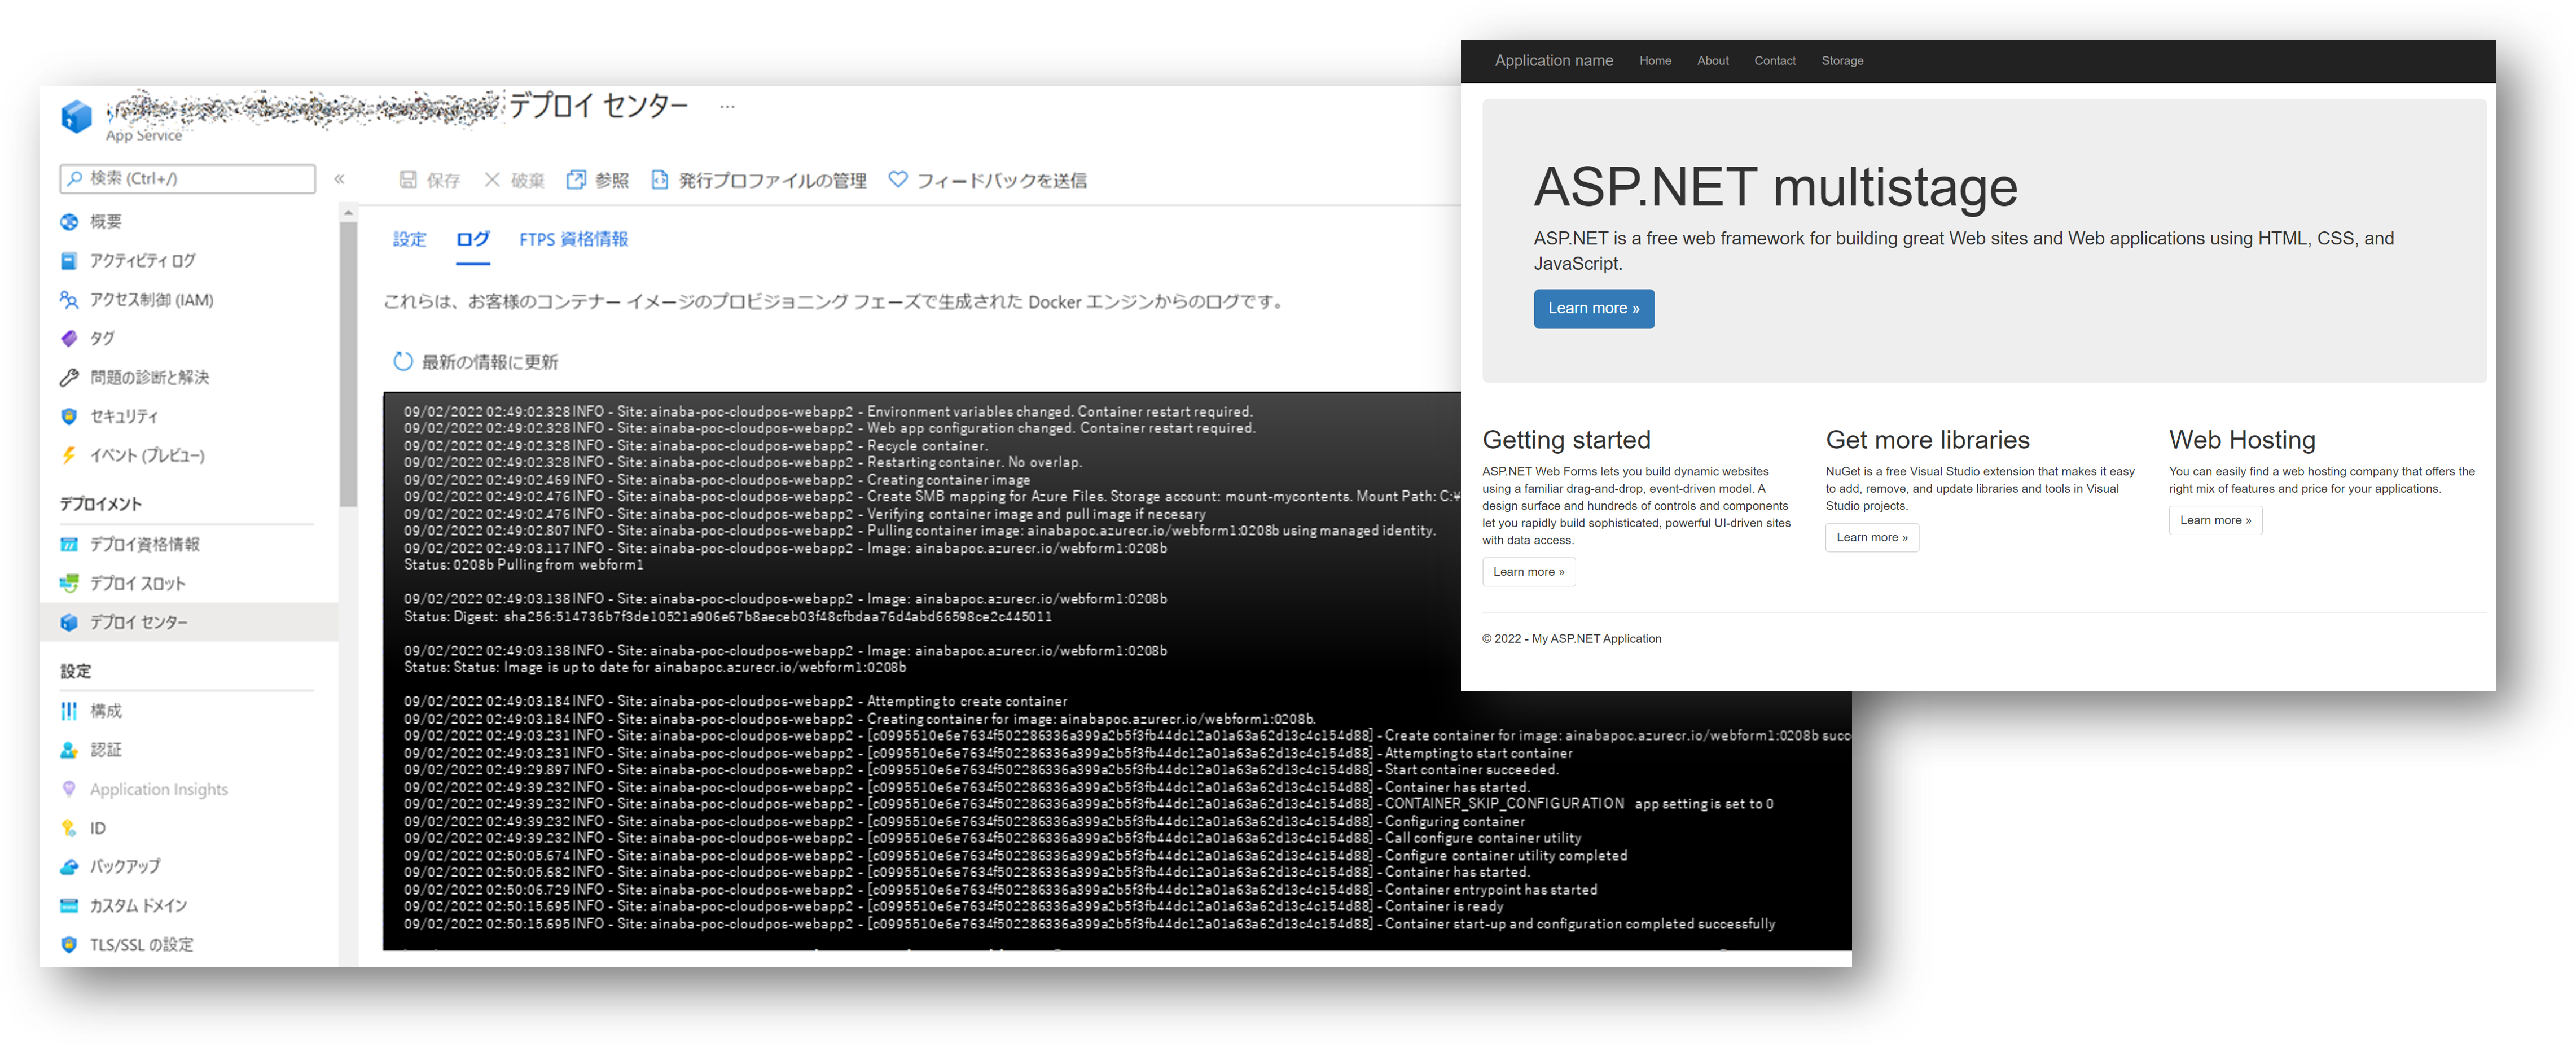 デプロイ センター ...
App Service
検索 (Ctrl+/)
«
概要
アクティビティ ログ
アクセス制御 (IAM)
タグ
問題の診断と解決
セキュリティ
イベント (プレビュー)
デプロイメント
デプロイ資格情報
デプロイ スロット
デプロイ センター
設定
構成
認証
Application Insights
ID
バックアップ
カスタム ドメイン
TLS/SSL の設定
保存 破棄 参照 発行プロファイルの管理 フィードバックを送信
設定 ログ FTPS 資格情報
これらは、お客様のコンテナー イメージのプロビジョニング フェーズで生成された Docker エンジンからのログです。
最新の情報に更新
09/02/2022 02:49:02.328 INFO - Site: ainaba-poc-cloudpos-webapp2 - Environment variables changed. Container restart required.
09/02/2022 02:49:02.328 INFO - Site: ainaba-poc-cloudpos-webapp2 - Web app configuration changed. Container restart required.
09/02/2022 02:49:02.328 INFO - Site: ainaba-poc-cloudpos-webapp2 - Recycle container.
09/02/2022 02:49:02.328 INFO - Site: ainaba-poc-cloudpos-webapp2 - Restarting container. No overlap.
09/02/2022 02:49:02.469 INFO - Site: ainaba-poc-cloudpos-webapp2 - Creating container image
09/02/2022 02:49:02.476 INFO - Site: ainaba-poc-cloudpos-webapp2 - Create SMB mapping for Azure Files. Storage account: mount-mycontents. Mount Path: C:¥
09/02/2022 02:49:02.476 INFO - Site: ainaba-poc-cloudpos-webapp2 - Verifying container image and pull image if necesary
09/02/2022 02:49:02.807 INFO - Site: ainaba-poc-cloudpos-webapp2 - Pulling container image: ainabapoc.azurecr.io/webform1:0208b using managed identity.
09/02/2022 02:49:03.117 INFO - Site: ainaba-poc-cloudpos-webapp2 - Image: ainabapoc.azurecr.io/webform1:0208b
Status: 0208b Pulling from webform1
09/02/2022 02:49:03.138 INFO - Site: ainaba-poc-cloudpos-webapp2 - Image: ainabapoc.azurecr.io/webform1:0208b
Status: Digest: sha256:514736b7f3de10521a906e67b8aeceb03f48cfbdaa76d4abd66598ce2c445011
09/02/2022 02:49:03.138 INFO - Site: ainaba-poc-cloudpos-webapp2 - Image: ainabapoc.azurecr.io/webform1:0208b
Status: Status: Image is up to date for ainabapoc.azurecr.io/webform1:0208b
09/02/2022 02:49:03.184 INFO - Site: ainaba-poc-cloudpos-webapp2 - Attempting to create container
09/02/2022 02:49:03.184 INFO - Site: ainaba-poc-cloudpos-webapp2 - Creating container for image: ainabapoc.azurecr.io/webform1:0208b.
09/02/2022 02:49:03.231 INFO - Site: ainaba-poc-cloudpos-webapp2 - [c0995510e6e7634f502286336a399a2b5f3fb44dc12a01a63a62d13c4c154d88] - Create container for image: ainabapoc.azurecr.io/webform1:0208b succ
09/02/2022 02:49:03.231 INFO - Site: ainaba-poc-cloudpos-webapp2 - [c0995510e6e7634f502286336a399a2b5f3fb44dc12a01a63a62d13c4c154d88] - Attempting to start container
09/02/2022 02:49:29.897 INFO - Site: ainaba-poc-cloudpos-webapp2 - [c0995510e6e7634f502286336a399a2b5f3fb44dc12a01a63a62d13c4c154d88] - Start container succeeded.
09/02/2022 02:49:39.232 INFO - Site: ainaba-poc-cloudpos-webapp2 - [c0995510e6e7634f502286336a399a2b5f3fb44dc12a01a63a62d13c4c154d88] - Container has started.
09/02/2022 02:49:39.232 INFO - Site: ainaba-poc-cloudpos-webapp2 - [c0995510e6e7634f502286336a399a2b5f3fb44dc12a01a63a62d13c4c154d88] - CONTAINER_SKIP_CONFIGURATION app setting is set to 0
09/02/2022 02:49:39.232 INFO - Site: ainaba-poc-cloudpos-webapp2 - [c0995510e6e7634f502286336a399a2b5f3fb44dc12a01a63a62d13c4c154d88] - Configuring container
09/02/2022 02:49:39.232 INFO - Site: ainaba-poc-cloudpos-webapp2 - [c0995510e6e7634f502286336a399a2b5f3fb44dc12a01a63a62d13c4c154d88] - Call configure container utility
09/02/2022 02:50:05.674 INFO - Site: ainaba-poc-cloudpos-webapp2 - [c0995510e6e7634f502286336a399a2b5f3fb44dc12a01a63a62d13c4c154d88] - Configure container utility completed
09/02/2022 02:50:05.682 INFO - Site: ainaba-poc-cloudpos-webapp2 - [c0995510e6e7634f502286336a399a2b5f3fb44dc12a01a63a62d13c4c154d88] - Container has started.
09/02/2022 02:50:06.729 INFO - Site: ainaba-poc-cloudpos-webapp2 - [c0995510e6e7634f502286336a399a2b5f3fb44dc12a01a63a62d13c4c154d88] - Container entrypoint has started
09/02/2022 02:50:15.695 INFO - Site: ainaba-poc-cloudpos-webapp2 - [c0995510e6e7634f502286336a399a2b5f3fb44dc12a01a63a62d13c4c154d88] - Container is ready
09/02/2022 02:50:15.695 INFO - Site: ainaba-poc-cloudpos-webapp2 - [c0995510e6e7634f502286336a399a2b5f3fb44dc12a01a63a62d13c4c154d88] - Container start-up and configuration completed successfully
Application name Home About Contact Storage
ASP.NET multistage
ASP.NET is a free web framework for building great Web sites and Web applications using HTML, CSS, and
JavaScript.
Learn more »
Getting started
ASP.NET Web Forms lets you build dynamic websites
using a familiar drag-and-drop, event-driven model. A
design surface and hundreds of controls and components
let you rapidly build sophisticated, powerful UI-driven sites
with data access.
Learn more »
Get more libraries
NuGet is a free Visual Studio extension that makes it easy
to add, remove, and update libraries and tools in Visual
Studio projects.
Learn more »
Web Hosting
You can easily find a web hosting company that offers the
right mix of features and price for your applications.
Learn more »
© 2022 - My ASP.NET Application